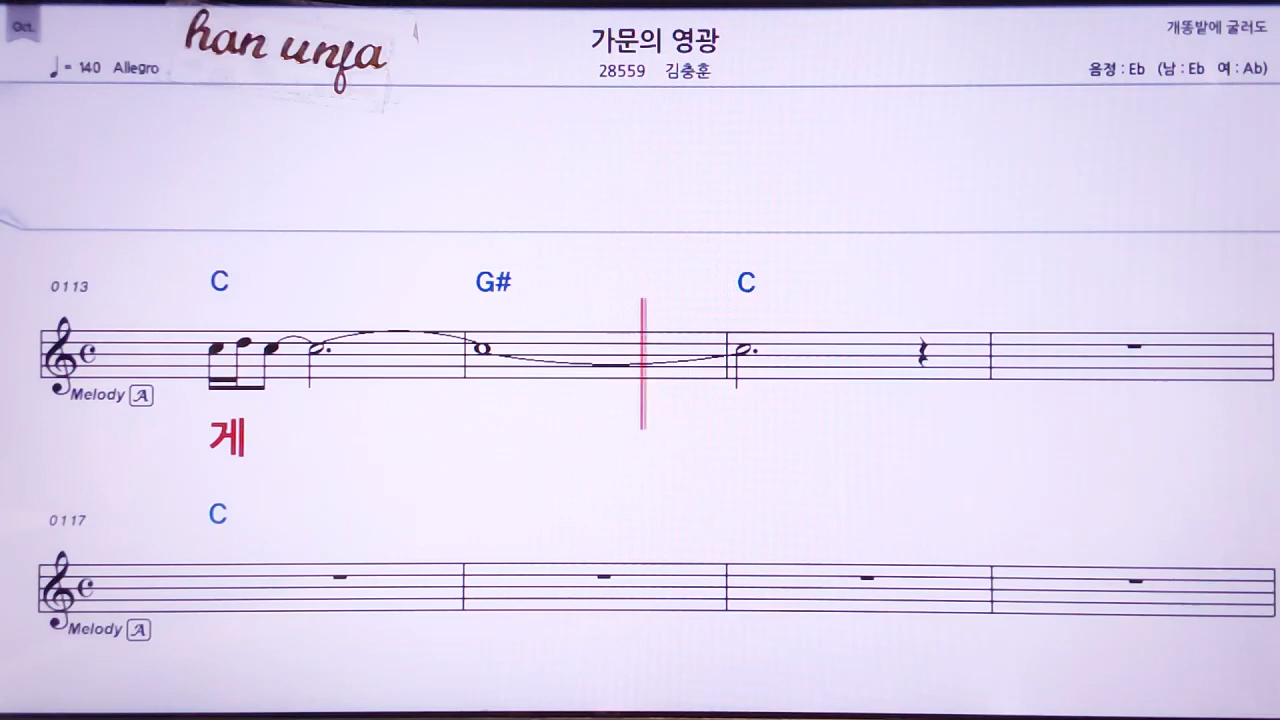 Oct.
han unfa
가문의 영광
개똥밭에 굴러도
♩ = 140 Allegro
28559 김충훈
음정 : Eb (남 : Eb 여 : Ab)
0113
C G# C
Melody A
게
0117
C
Melody A